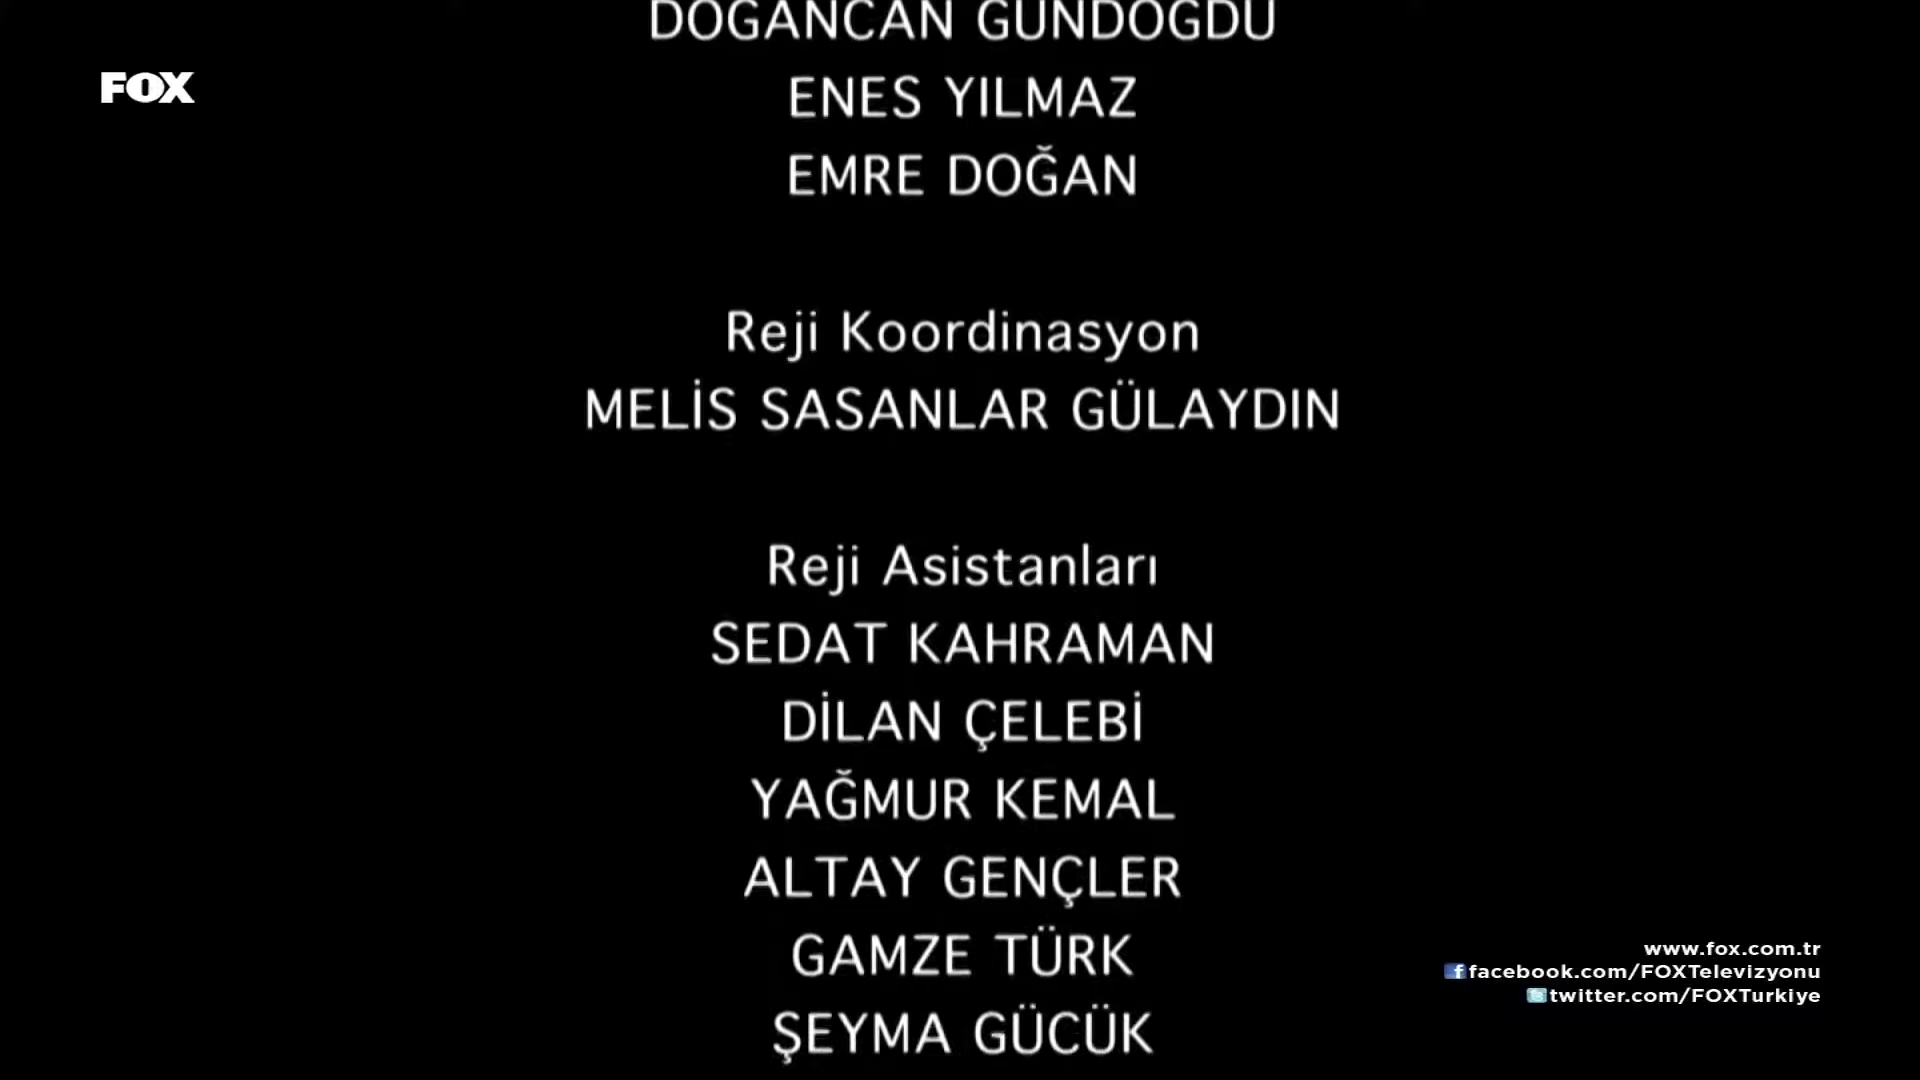 FOX
DOĞANCAN GÜNDOĞDU
ENES YILMAZ
EMRE DOĞAN
Reji Koordinasyon
MELİS SASANLAR GÜLAYDIN
Reji Asistanları
SEDAT KAHRAMAN
DİLAN ÇELEBİ
YAĞMUR KEMAL
ALTAY GENÇLER
GAMZE TÜRK
ŞEYMA GÜCÜK
www.fox.com.tr
facebook.com/FOXTelevizyonu
twitter.com/FOXTurkiye